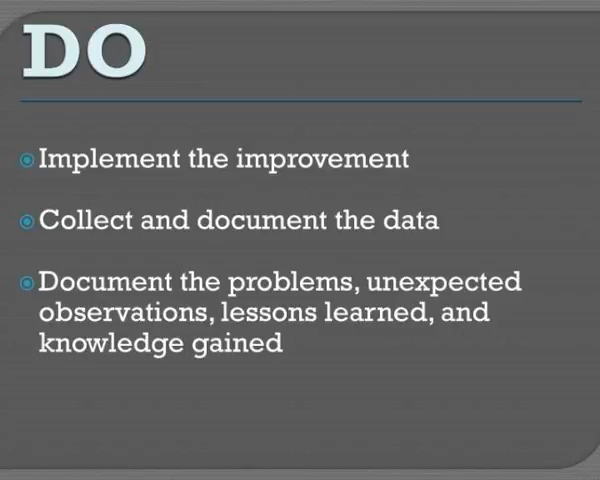 DO
Implement the improvement
Collect and document the data
Document the problems, unexpected
observations, lessons learned, and
knowledge gained